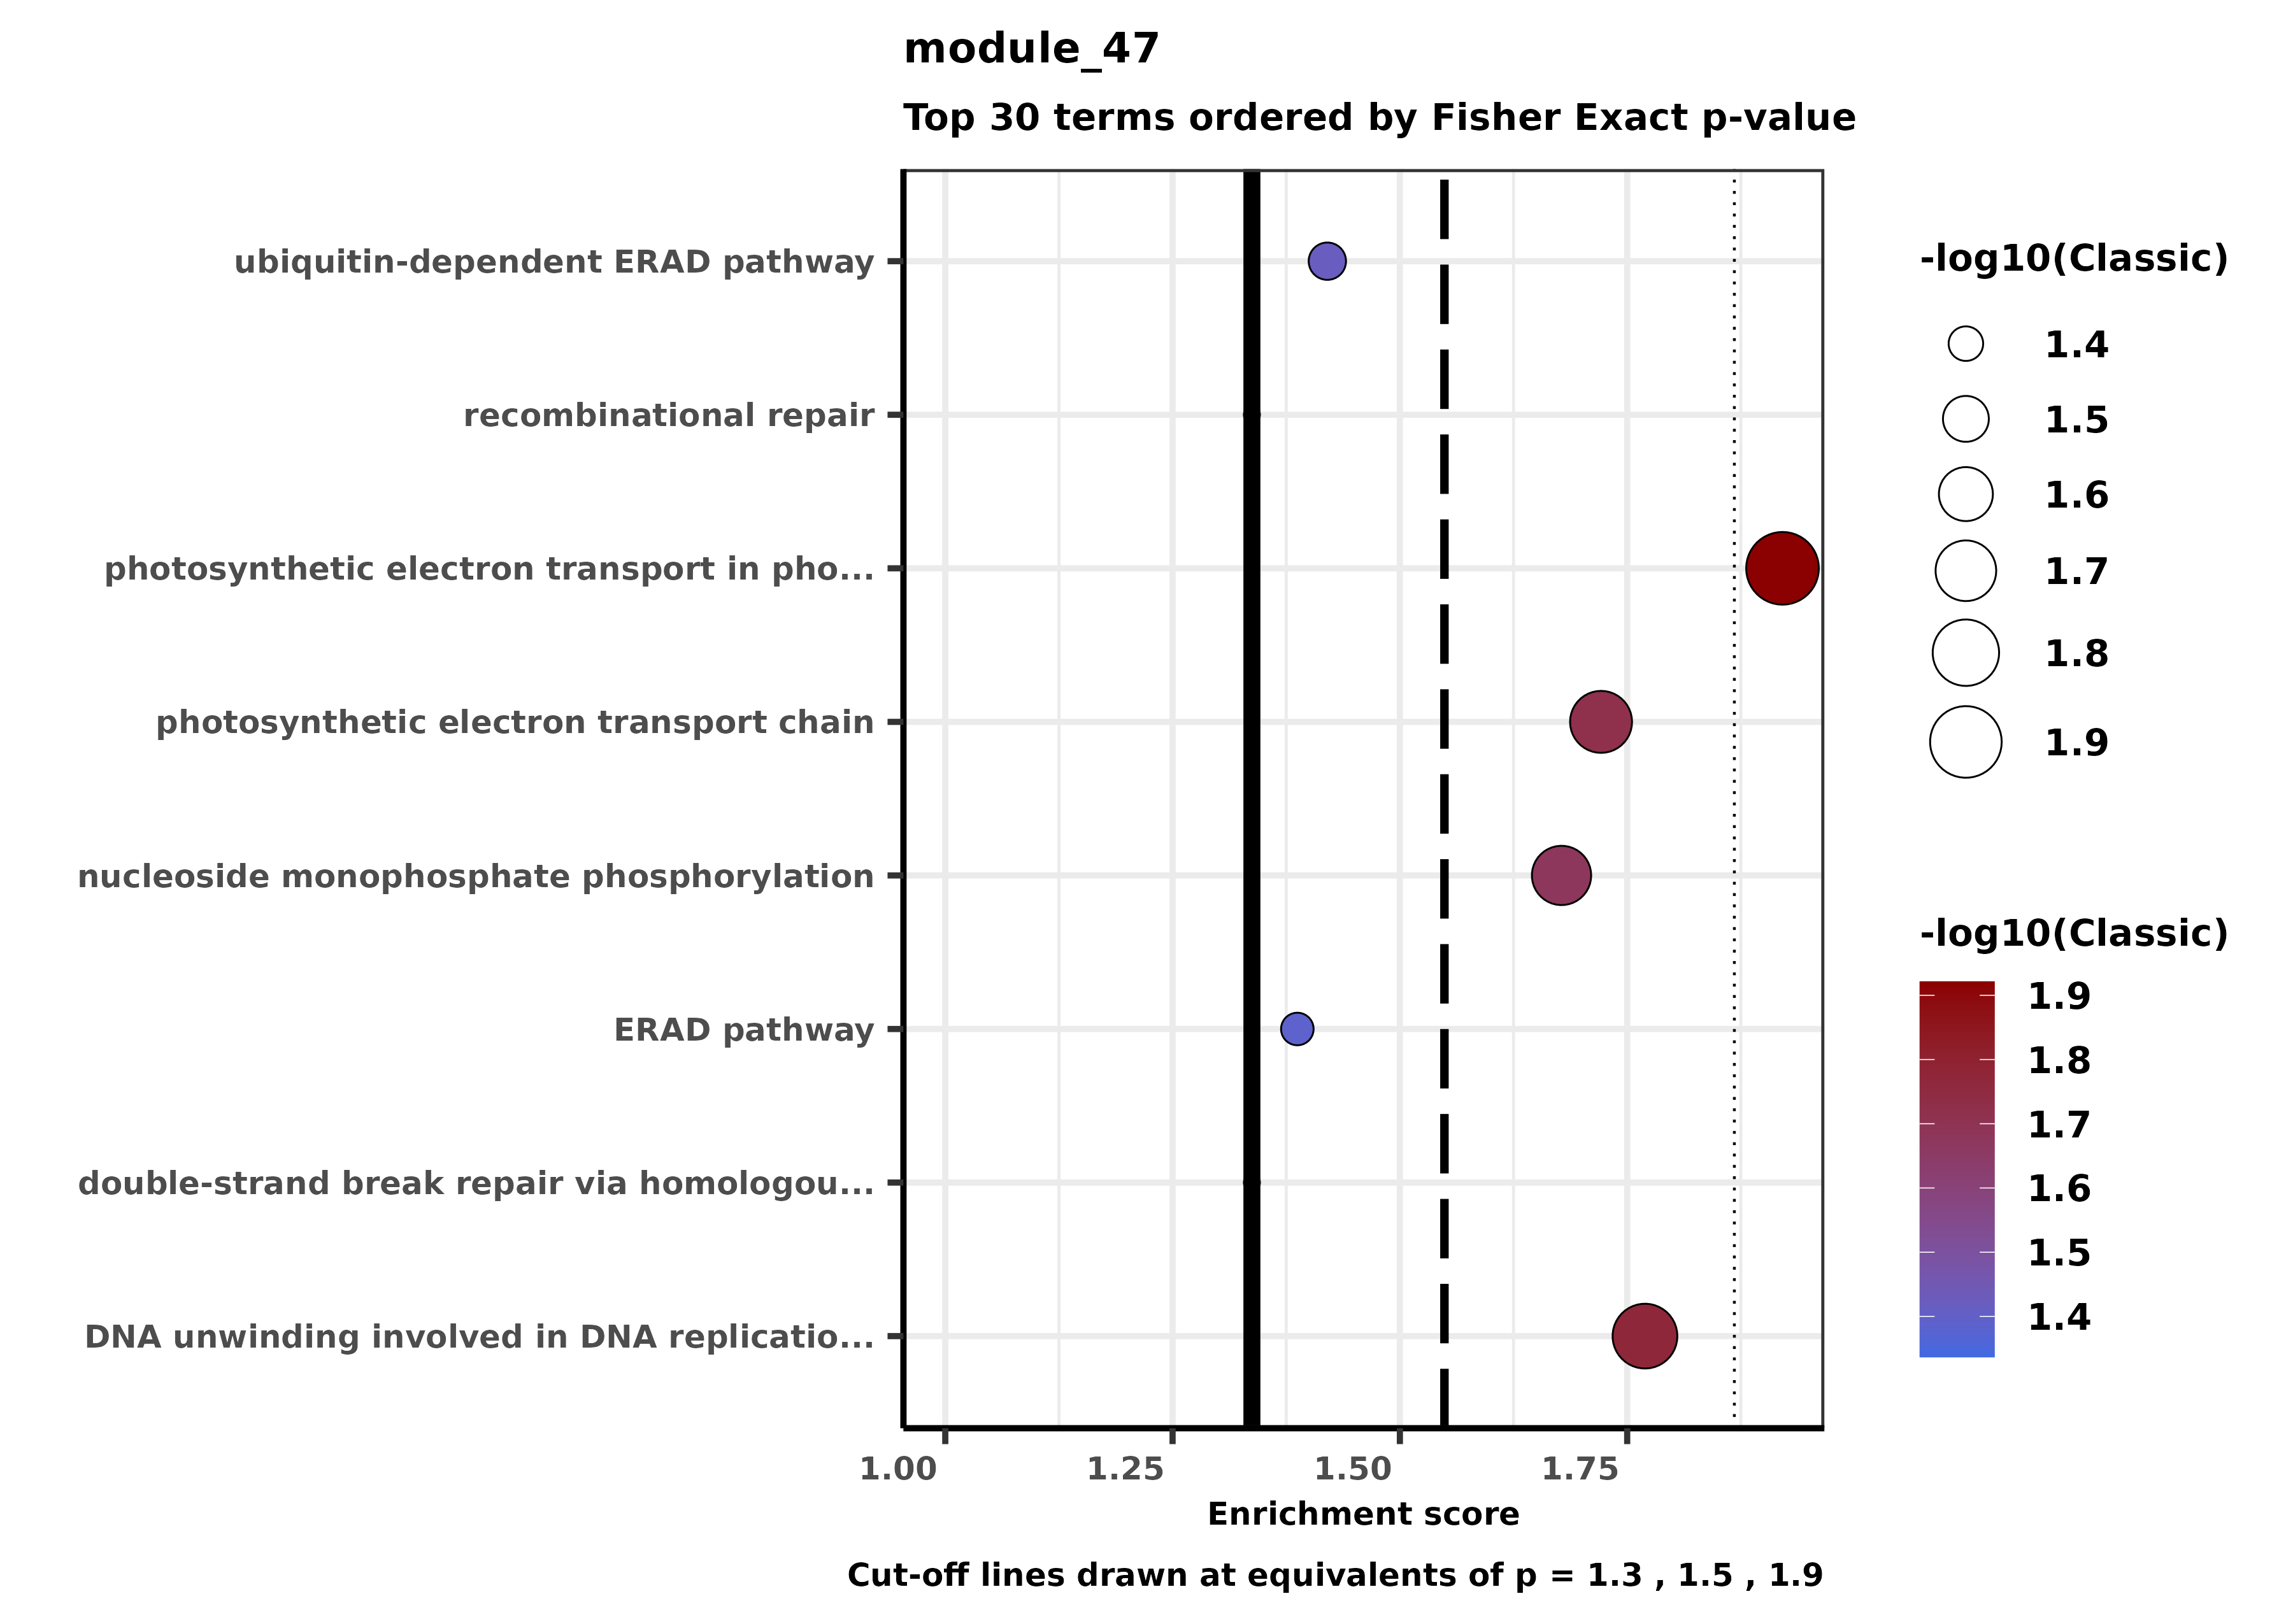 module_47
Top 30 terms ordered by Fisher Exact p-value
ubiquitin-dependent ERAD pathway
recombinational repair
photosynthetic electron transport in pho...
photosynthetic electron transport chain
nucleoside monophosphate phosphorylation
ERAD pathway
double-strand break repair via homologou...
DNA unwinding involved in DNA replicatio...
1.00 1.25 1.50 1.75
Enrichment score
Cut-off lines drawn at equivalents of p = 1.3 , 1.5 , 1.9
-log10(Classic)
1.4
1.5
1.6
1.7
1.8
1.9
-log10(Classic)
1.9
1.8
1.7
1.6
1.5
1.4